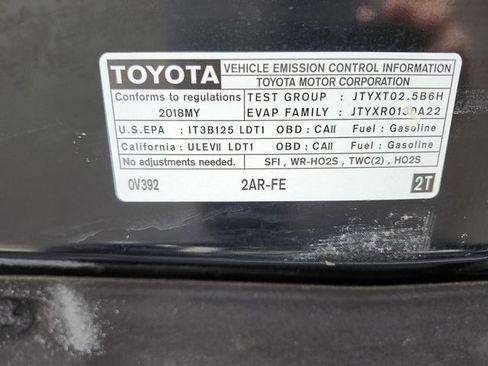 TOYOTA VEHICLE EMISSION CONTROL INFORMATION
TOYOTA MOTOR CORPORATION
Conforms to regulations TEST GROUP : JTYXT02.5B6H
2018MY EVAP FAMILY : JTYXR0130A22
U.S.EPA : IT3B125 LDT1 OBD : CAII Fuel : Gasoline
California : ULEVII LDT1 OBD : CAII Fuel : Gasoline
No adjustments needed. SFI , WR-HO2S , TWC(2) , HO2S
0V392 2AR-FE 2T